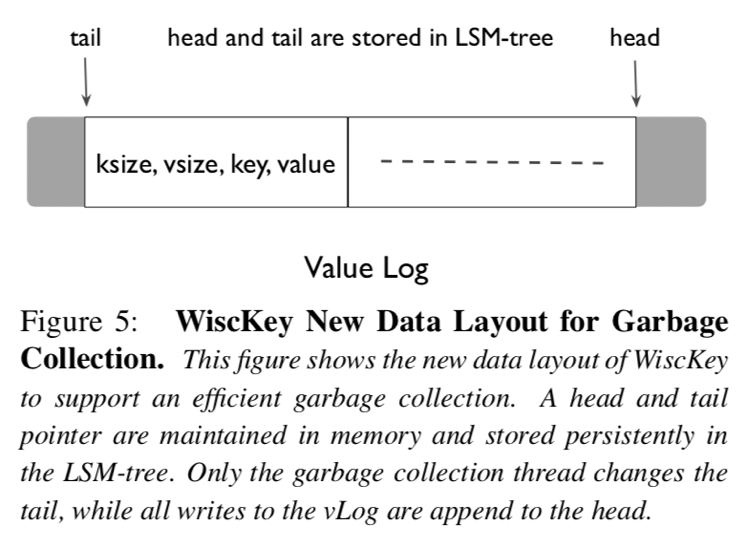 tail head and tail are stored in LSM-tree head
ksize, vsize, key, value
Value Log
Figure 5: WiscKey New Data Layout for Garbage
Collection. This figure shows the new data layout of WiscKey
to support an efficient garbage collection. A head and tail
pointer are maintained in memory and stored persistently in
the LSM-tree. Only the garbage collection thread changes the
tail, while all writes to the vLog are append to the head.